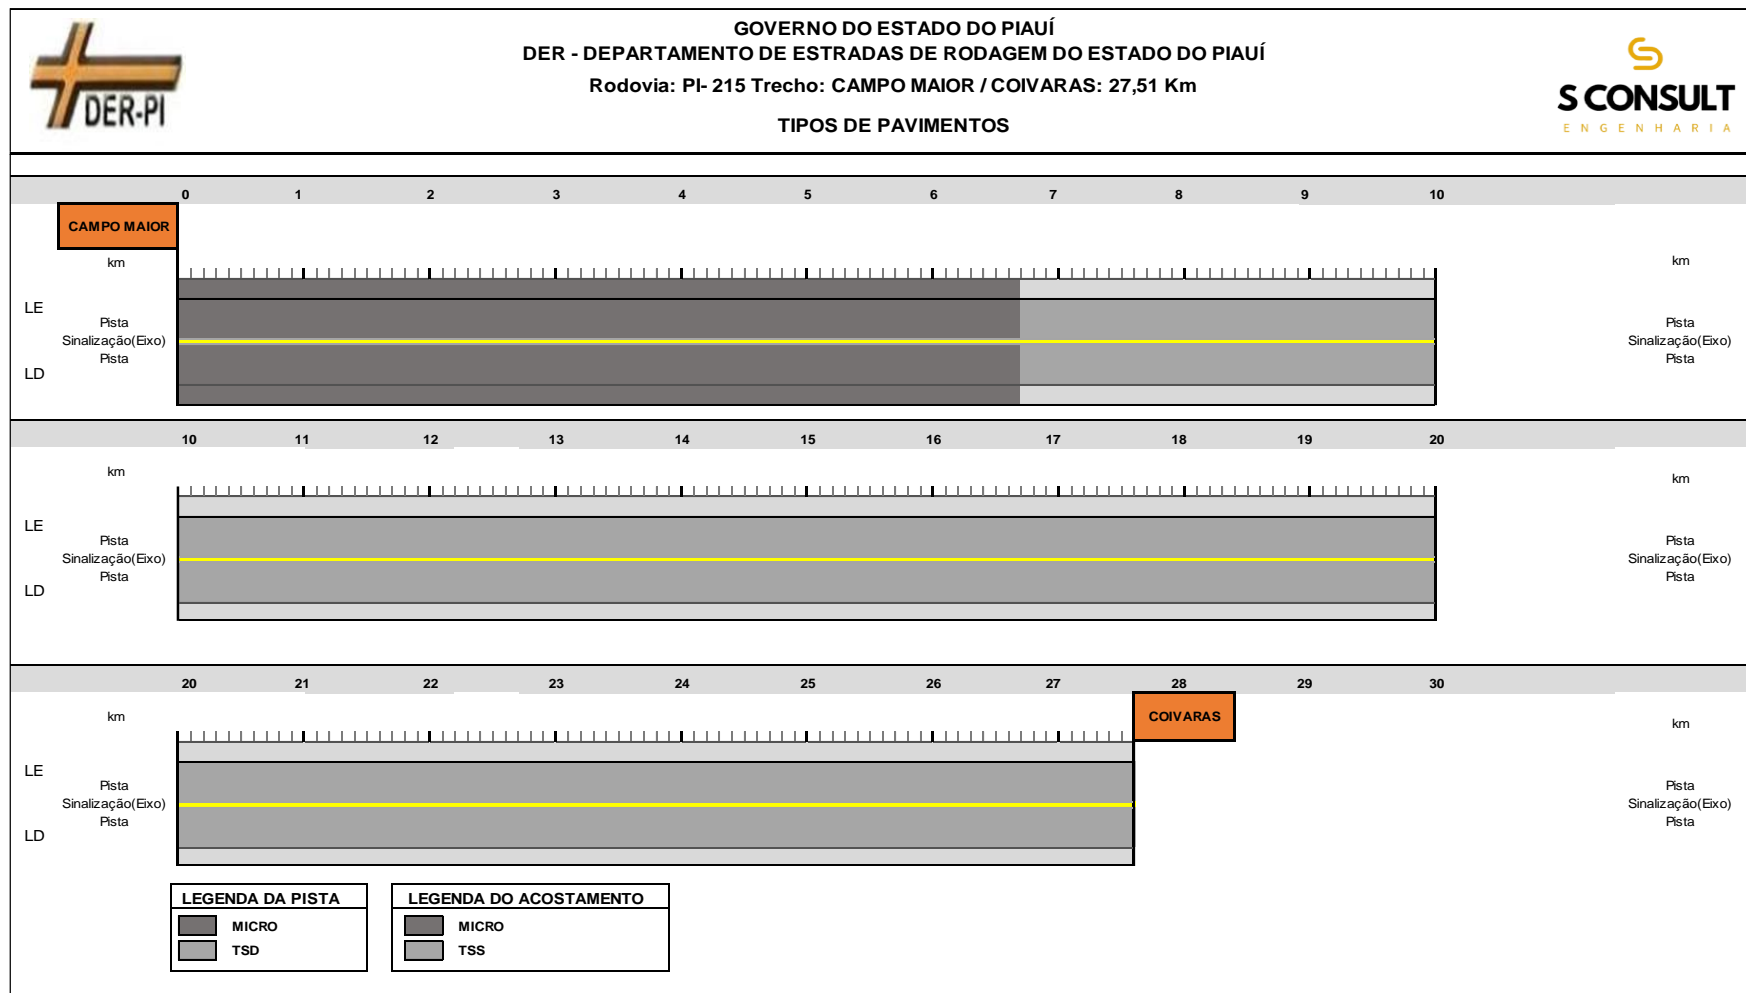 DER-PI
GOVERNO DO ESTADO DO PIAUÍ
DER - DEPARTAMENTO DE ESTRADAS DE RODAGEM DO ESTADO DO PIAUÍ
Rodovia: PI- 215 Trecho: CAMPO MAIOR / COIVARAS: 27,51 Km
TIPOS DE PAVIMENTOS
S CONSULT
ENGENHARIA
0 1 2 3 4 5 6 7 8 9 10
CAMPO MAIOR
km km
LE
Pista Pista
Sinalização(Eixo) Sinalização(Eixo)
Pista Pista
LD
10 11 12 13 14 15 16 17 18 19 20
km km
LE
Pista Pista
Sinalização(Eixo) Sinalização(Eixo)
Pista Pista
LD
20 21 22 23 24 25 26 27 28 29 30
COIVARAS
km km
LE
Pista Pista
Sinalização(Eixo) Sinalização(Eixo)
Pista Pista
LD
LEGENDA DA PISTA
MICRO
TSD
LEGENDA DO ACOSTAMENTO
MICRO
TSS